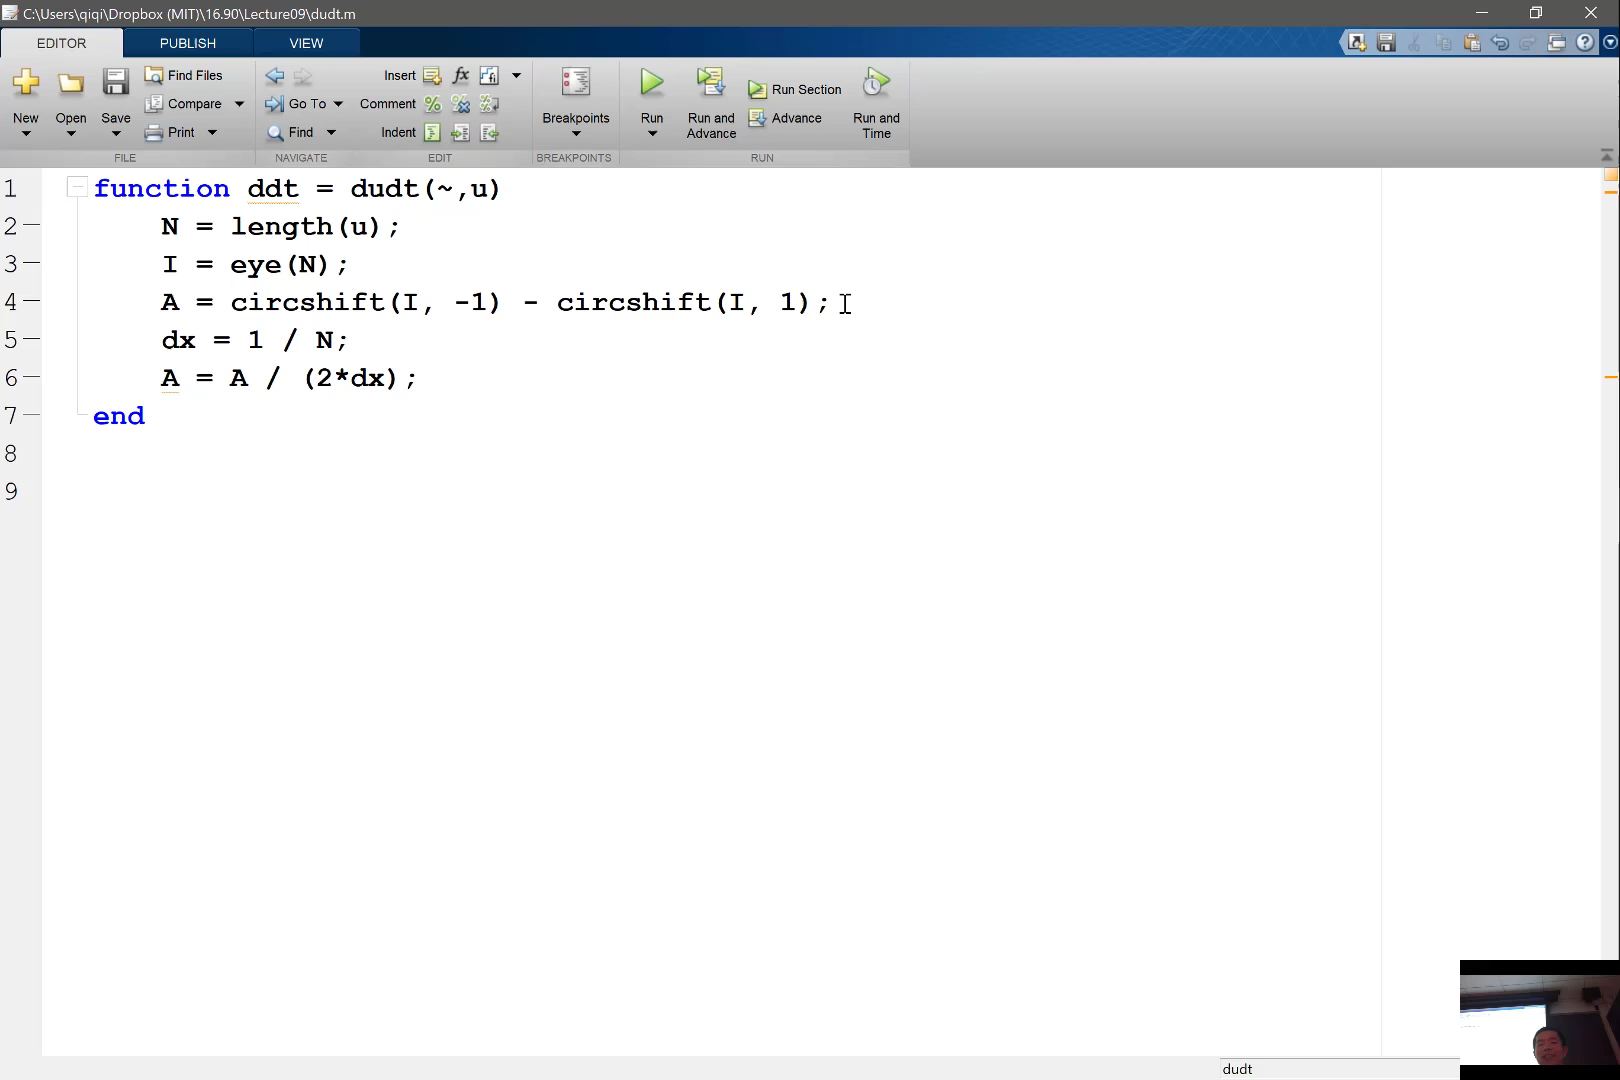 C:\Users\qiqi\Dropbox (MIT)\16.90\Lecture09\dudt.m
EDITOR PUBLISH VIEW
New Open Save Find Files Compare Print
Insert fx fi
Go To Comment
Find Indent
Breakpoints
Run Run and Advance Run Section Advance Run and Time
FILE NAVIGATE EDIT BREAKPOINTS RUN
1 function ddt = dudt(~,u)
2 N = length(u);
3 I = eye(N);
4 A = circshift(I, -1) - circshift(I, 1);
5 dx = 1 / N;
6 A = A / (2*dx);
7 end
8
9
dudt